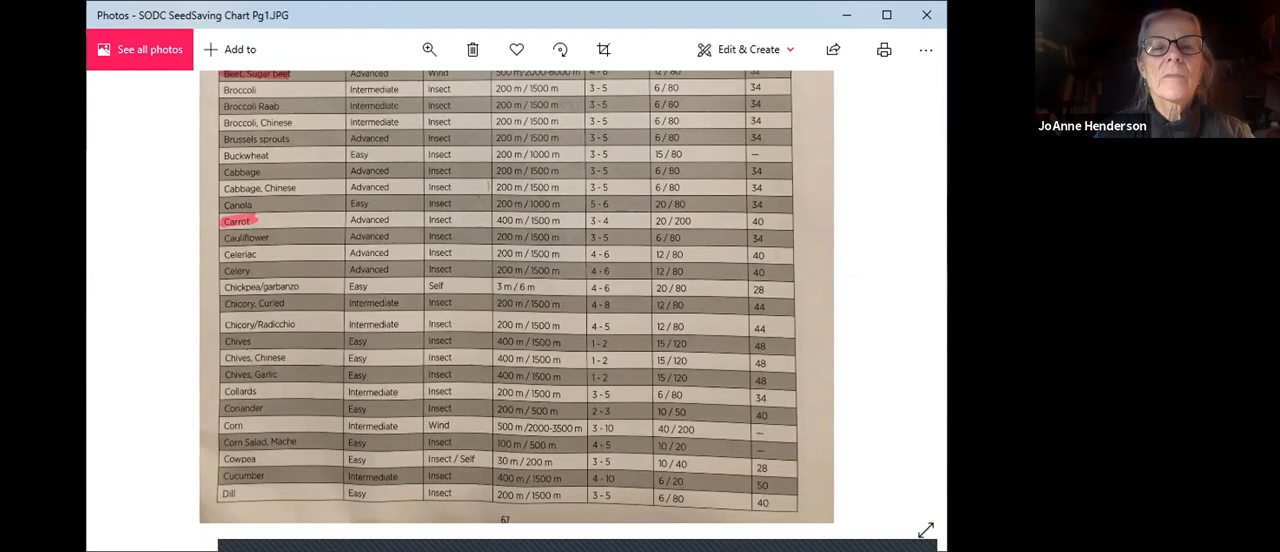 Photos - SODC SeedSaving Chart Pg1.JPG
See all photos
Add to
Edit & Create
JoAnne Henderson
Beet, Sugar beet Advanced Wind 500 m/2000-8000 m 4 - 6 12 / 80 32
Broccoli Intermediate Insect 200 m / 1500 m 3 - 5 6 / 80 34
Broccoli Raab Intermediate Insect 200 m / 1500 m 3 - 5 6 / 80 34
Broccoli, Chinese Intermediate Insect 200 m / 1500 m 3 - 5 6 / 80 34
Brussels sprouts Advanced Insect 200 m / 1500 m 3 - 5 6 / 80 34
Buckwheat Easy Insect 200 m / 1000 m 3 - 5 15 / 80 —
Cabbage Advanced Insect 200 m / 1500 m 3 - 5 6 / 80 34
Cabbage, Chinese Advanced Insect 200 m / 1500 m 3 - 5 6 / 80 34
Canola Easy Insect 200 m / 1000 m 5 - 6 20 / 80 34
Carrot Advanced Insect 400 m / 1500 m 3 - 4 20 / 200 40
Cauliflower Advanced Insect 200 m / 1500 m 3 - 5 6 / 80 34
Celeriac Advanced Insect 200 m / 1500 m 4 - 6 12 / 80 40
Celery Advanced Insect 200 m / 1500 m 4 - 6 12 / 80 40
Chickpea/garbanzo Easy Self 3 m / 6 m 4 - 6 20 / 80 28
Chicory, Curled Intermediate Insect 200 m / 1500 m 4 - 8 12 / 80 44
Chicory/Radicchio Intermediate Insect 200 m / 1500 m 4 - 5 12 / 80 44
Chives Easy Insect 400 m / 1500 m 1 - 2 15 / 120 48
Chives, Chinese Easy Insect 400 m / 1500 m 1 - 2 15 / 120 48
Chives, Garlic Easy Insect 400 m / 1500 m 1 - 2 15 / 120 48
Collards Intermediate Insect 200 m / 1500 m 3 - 5 6 / 80 34
Coriander Easy Insect 200 m / 500 m 2 - 3 10 / 50 40
Corn Intermediate Wind 500 m /2000-3500 m 3 - 10 40 / 200 —
Corn Salad, Mache Easy Insect 100 m / 500 m 4 - 5 10 / 20 —
Cowpea Easy Insect / Self 30 m / 200 m 3 - 5 10 / 40 28
Cucumber Intermediate Insect 400 m / 1500 m 4 - 10 6 / 20 50
Dill Easy Insect 200 m / 1500 m 3 - 5 6 / 80 40
67